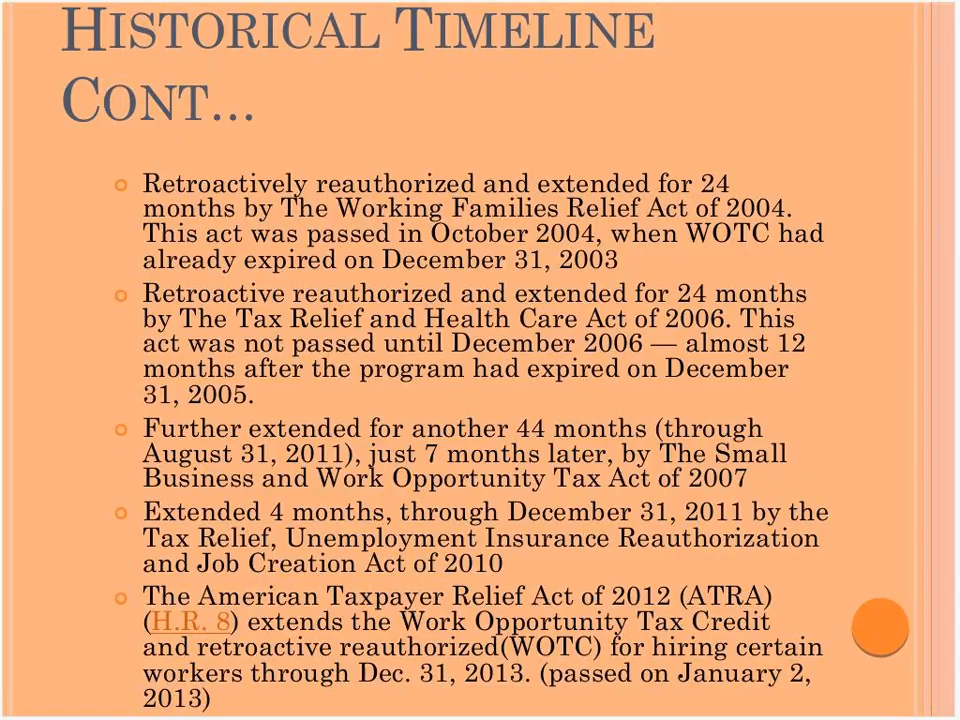 HISTORICAL TIMELINE
CONT…
Retroactively reauthorized and extended for 24
months by The Working Families Relief Act of 2004.
This act was passed in October 2004, when WOTC had
already expired on December 31, 2003
Retroactive reauthorized and extended for 24 months
by The Tax Relief and Health Care Act of 2006. This
act was not passed until December 2006 — almost 12
months after the program had expired on December
31, 2005.
Further extended for another 44 months (through
August 31, 2011), just 7 months later, by The Small
Business and Work Opportunity Tax Act of 2007
Extended 4 months, through December 31, 2011 by the
Tax Relief, Unemployment Insurance Reauthorization
and Job Creation Act of 2010
The American Taxpayer Relief Act of 2012 (ATRA)
(H.R. 8) extends the Work Opportunity Tax Credit
and retroactive reauthorized(WOTC) for hiring certain
workers through Dec. 31, 2013. (passed on January 2,
2013)